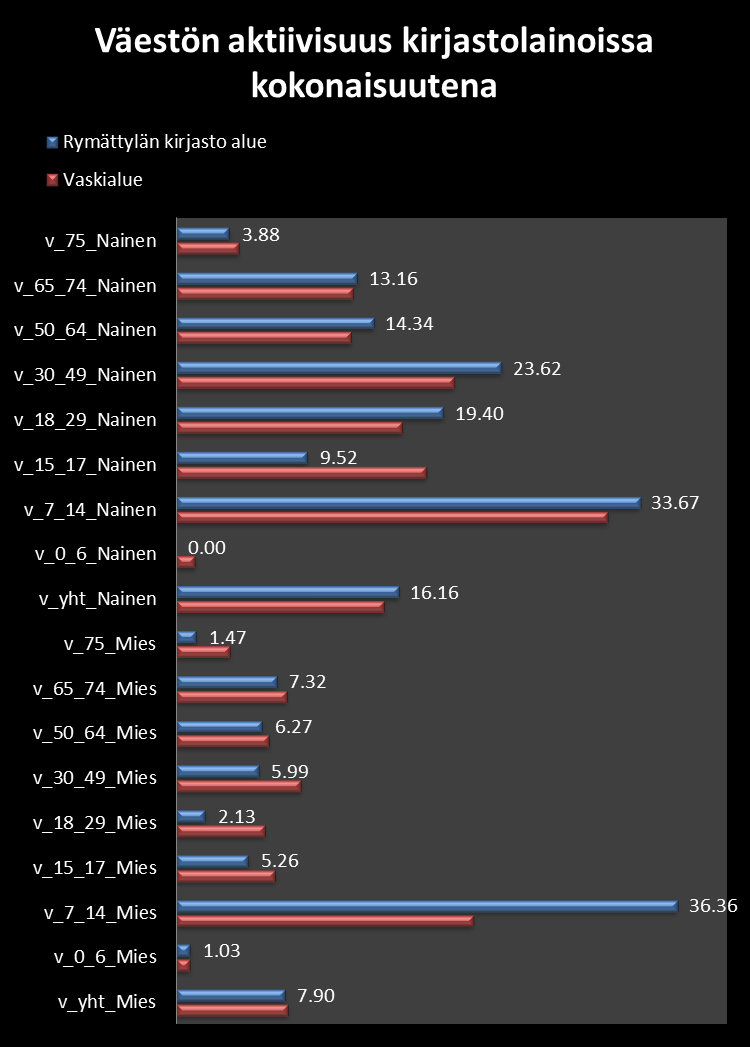 Väestön aktiivisuus kirjastolainoissa
kokonaisuutena
Rymättylän kirjasto alue
Vaskialue
v_75_Nainen 3.88
v_65_74_Nainen 13.16
v_50_64_Nainen 14.34
v_30_49_Nainen 23.62
v_18_29_Nainen 19.40
v_15_17_Nainen 9.52
v_7_14_Nainen 33.67
v_0_6_Nainen 0.00
v_yht_Nainen 16.16
v_75_Mies 1.47
v_65_74_Mies 7.32
v_50_64_Mies 6.27
v_30_49_Mies 5.99
v_18_29_Mies 2.13
v_15_17_Mies 5.26
v_7_14_Mies 36.36
v_0_6_Mies 1.03
v_yht_Mies 7.90